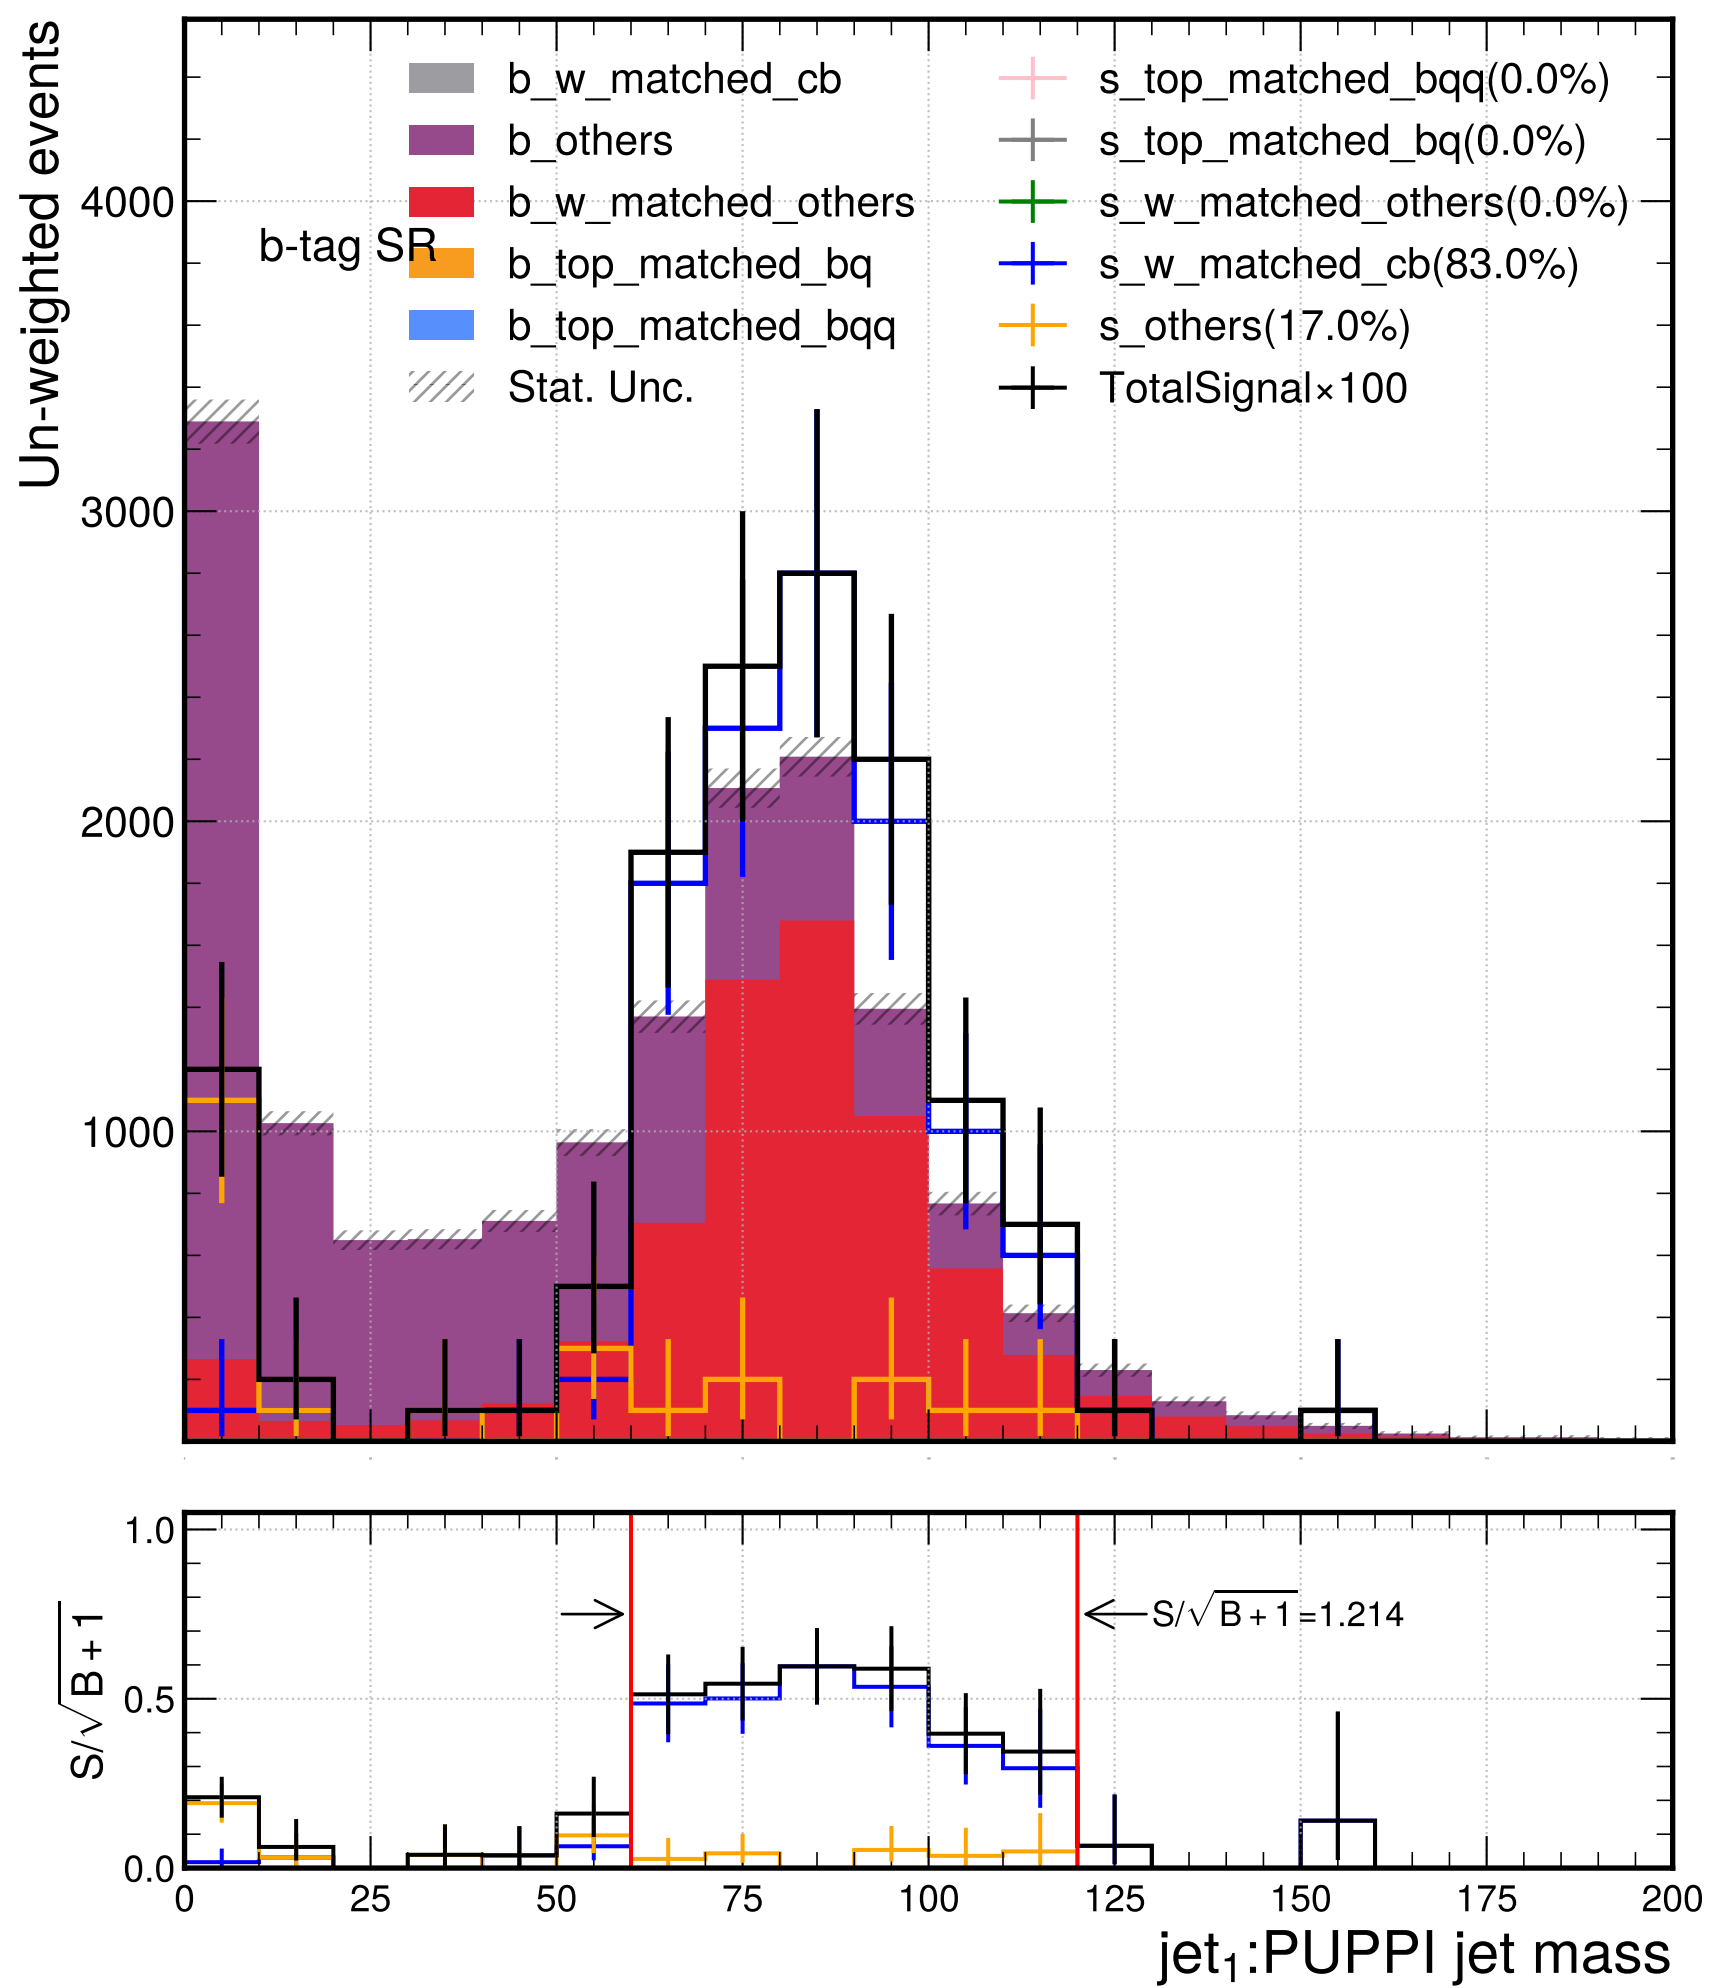 Un-weighted events
4000
3000
2000
1000
b-tag SR
b_w_matched_cb
b_others
b_w_matched_others
b_top_matched_bq
b_top_matched_bqq
Stat. Unc.
s_top_matched_bqq(0.0%)
s_top_matched_bq(0.0%)
s_w_matched_others(0.0%)
s_w_matched_cb(83.0%)
s_others(17.0%)
TotalSignal×100
S/√B + 1
1.0
0.5
0.0
S/√B + 1=1.214
0 25 50 75 100 125 150 175 200
jet₁:PUPPI jet mass